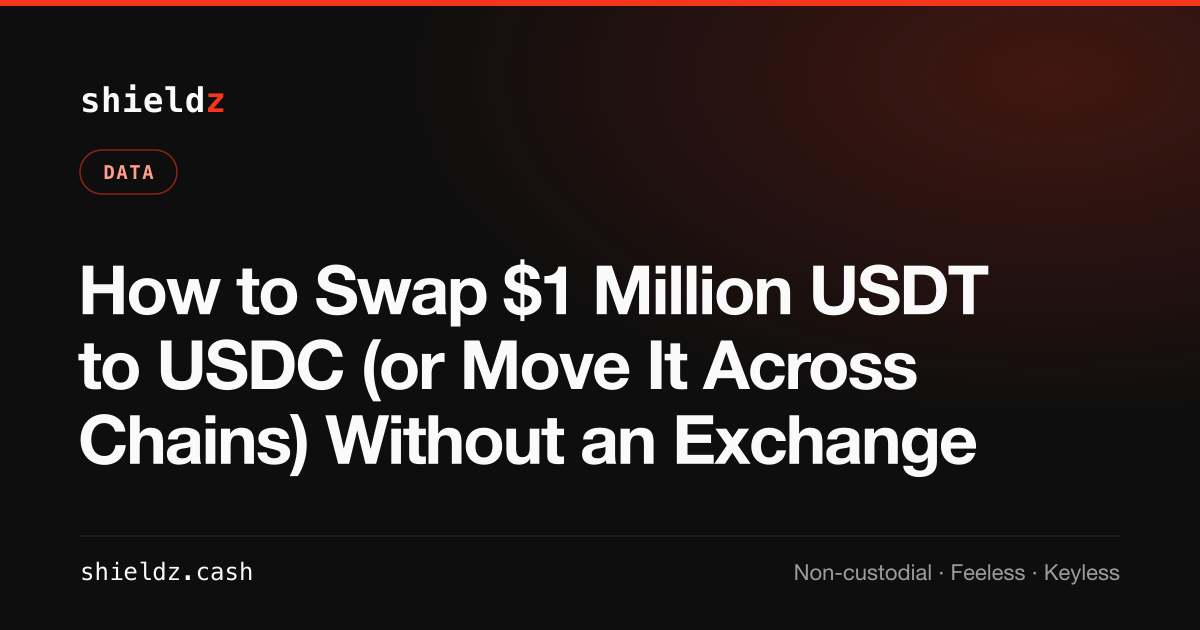 shieldz
DATA
How to Swap $1 Million USDT
to USDC (or Move It Across
Chains) Without an Exchange
shieldz.cash
Non-custodial · Feeless · Keyless